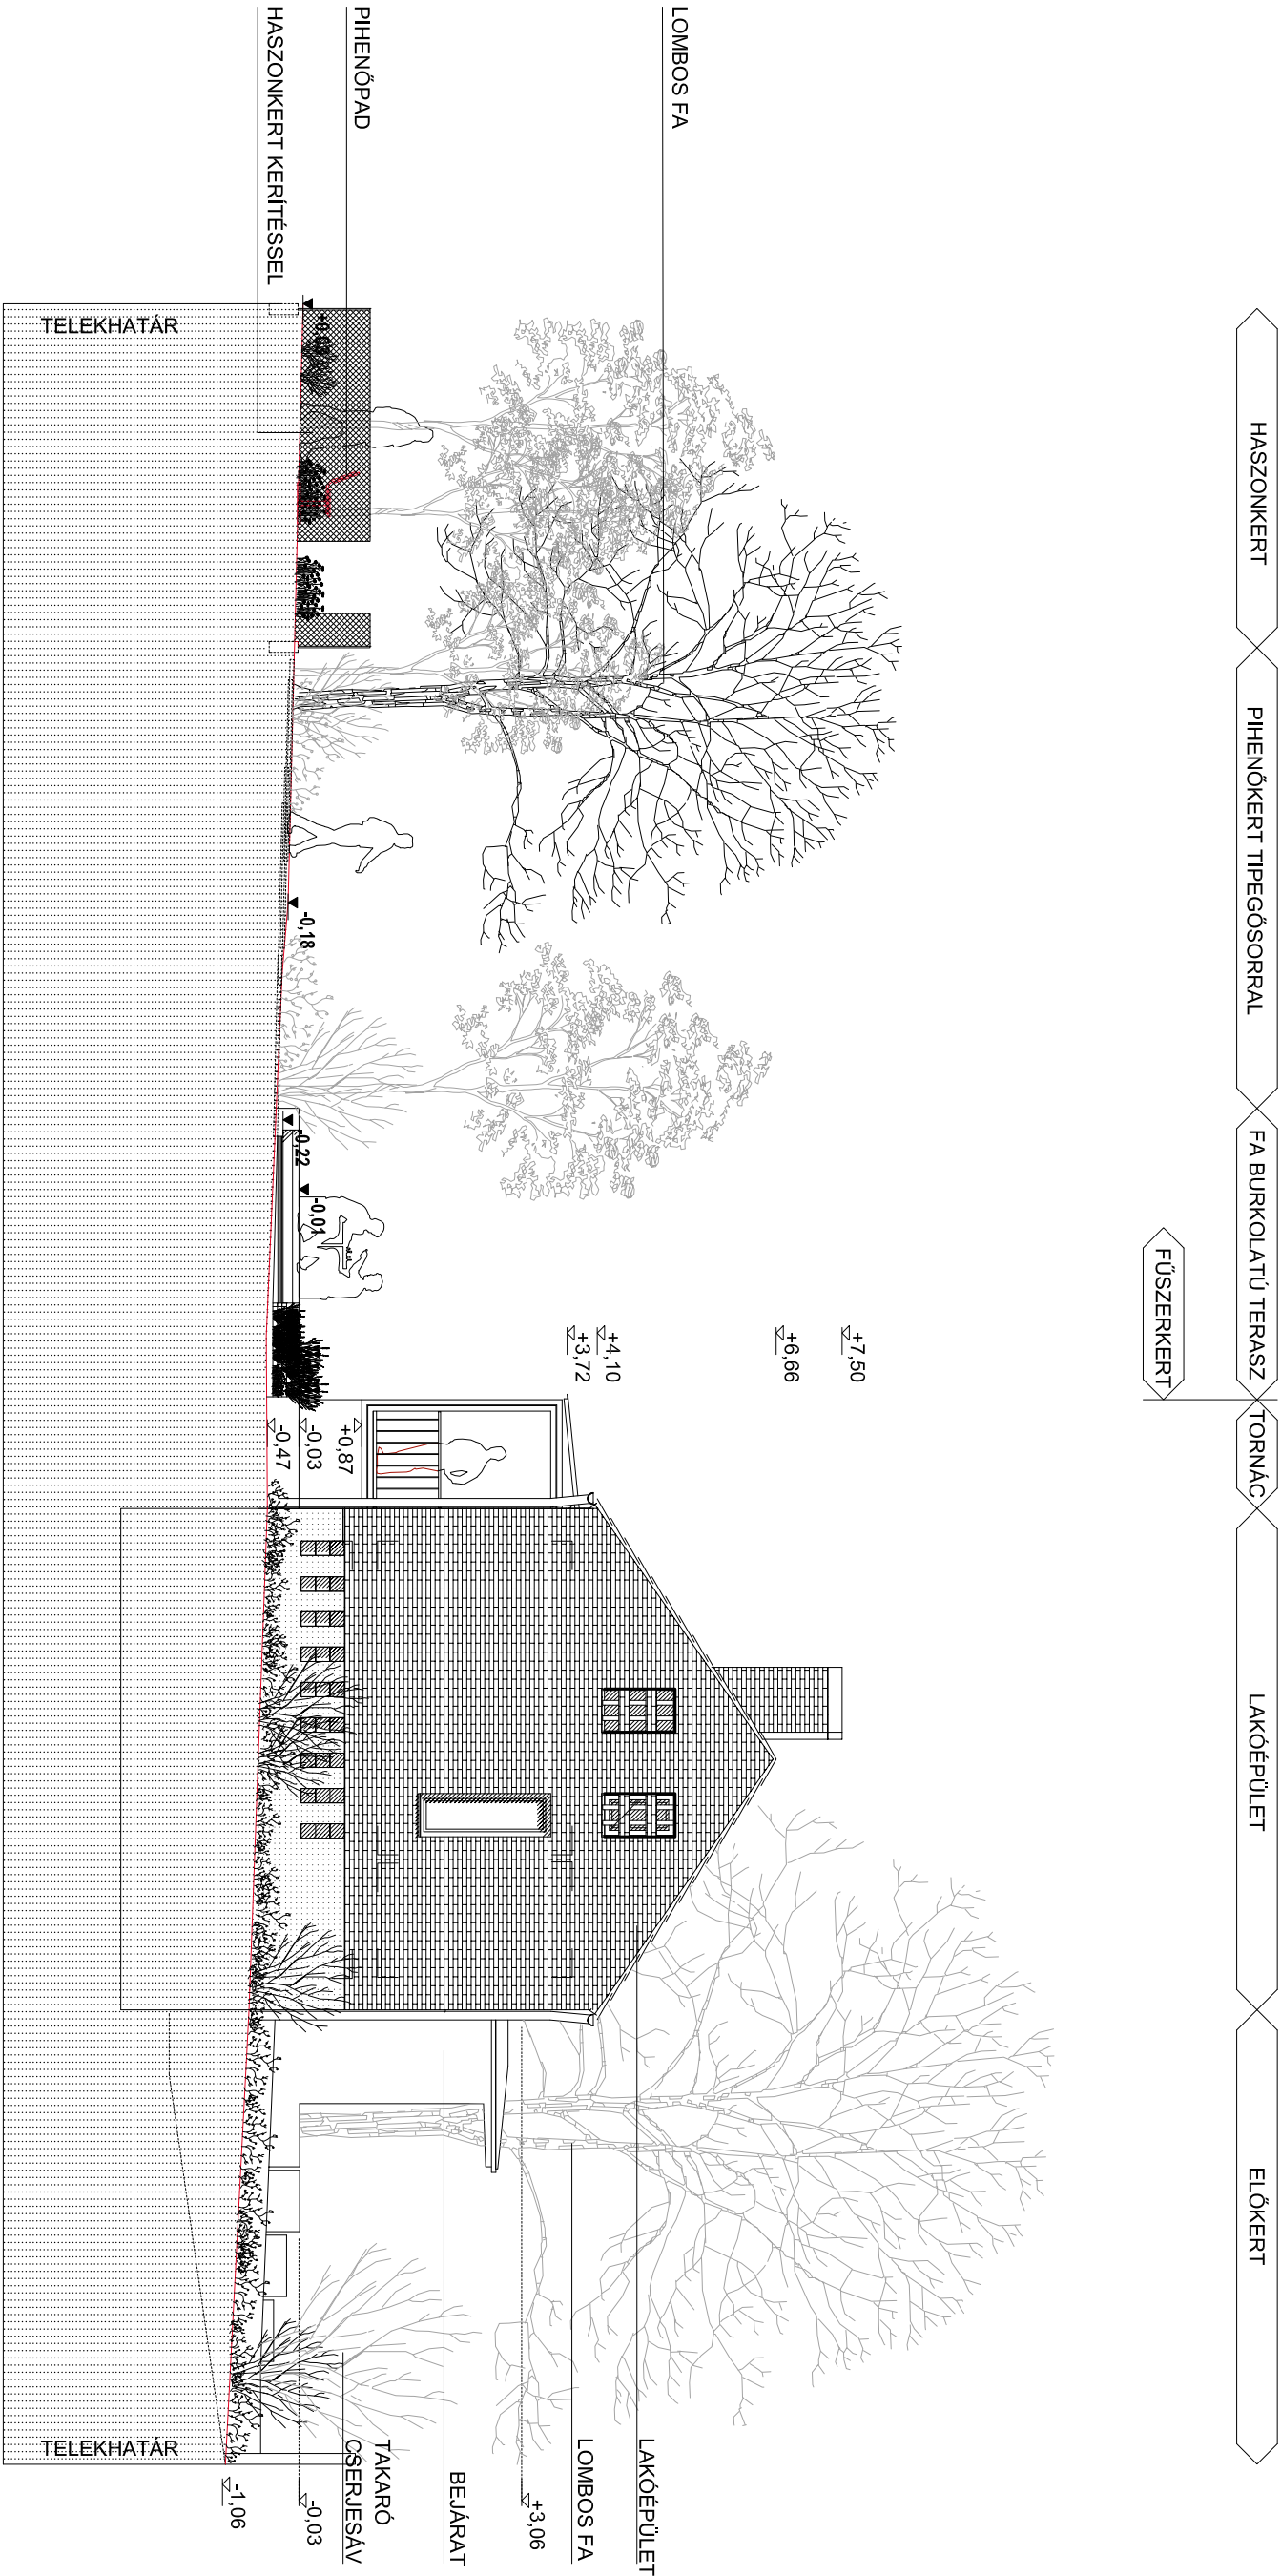 HASZONKERT
PIHENŐKERT TIPEGŐSORRAL
FA BURKOLATÚ TERASZ
TORNÁC
LAKÓÉPÜLET
ELŐKERT
FŰSZERKERT
+7,50
+6,66
+4,10
+3,72
LOMBOS FA
PIHENŐPAD
HASZONKERT KERÍTÉSSEL
LAKÓÉPÜLET
LOMBOS FA
+3,06
BEJÁRAT
TAKARÓ
CSERJESÁV
-0,03
-1,06
+0,87
-0,03
-0,47
-0,18
-0,22
-0,01
TELEKHATÁR
TELEKHATÁR